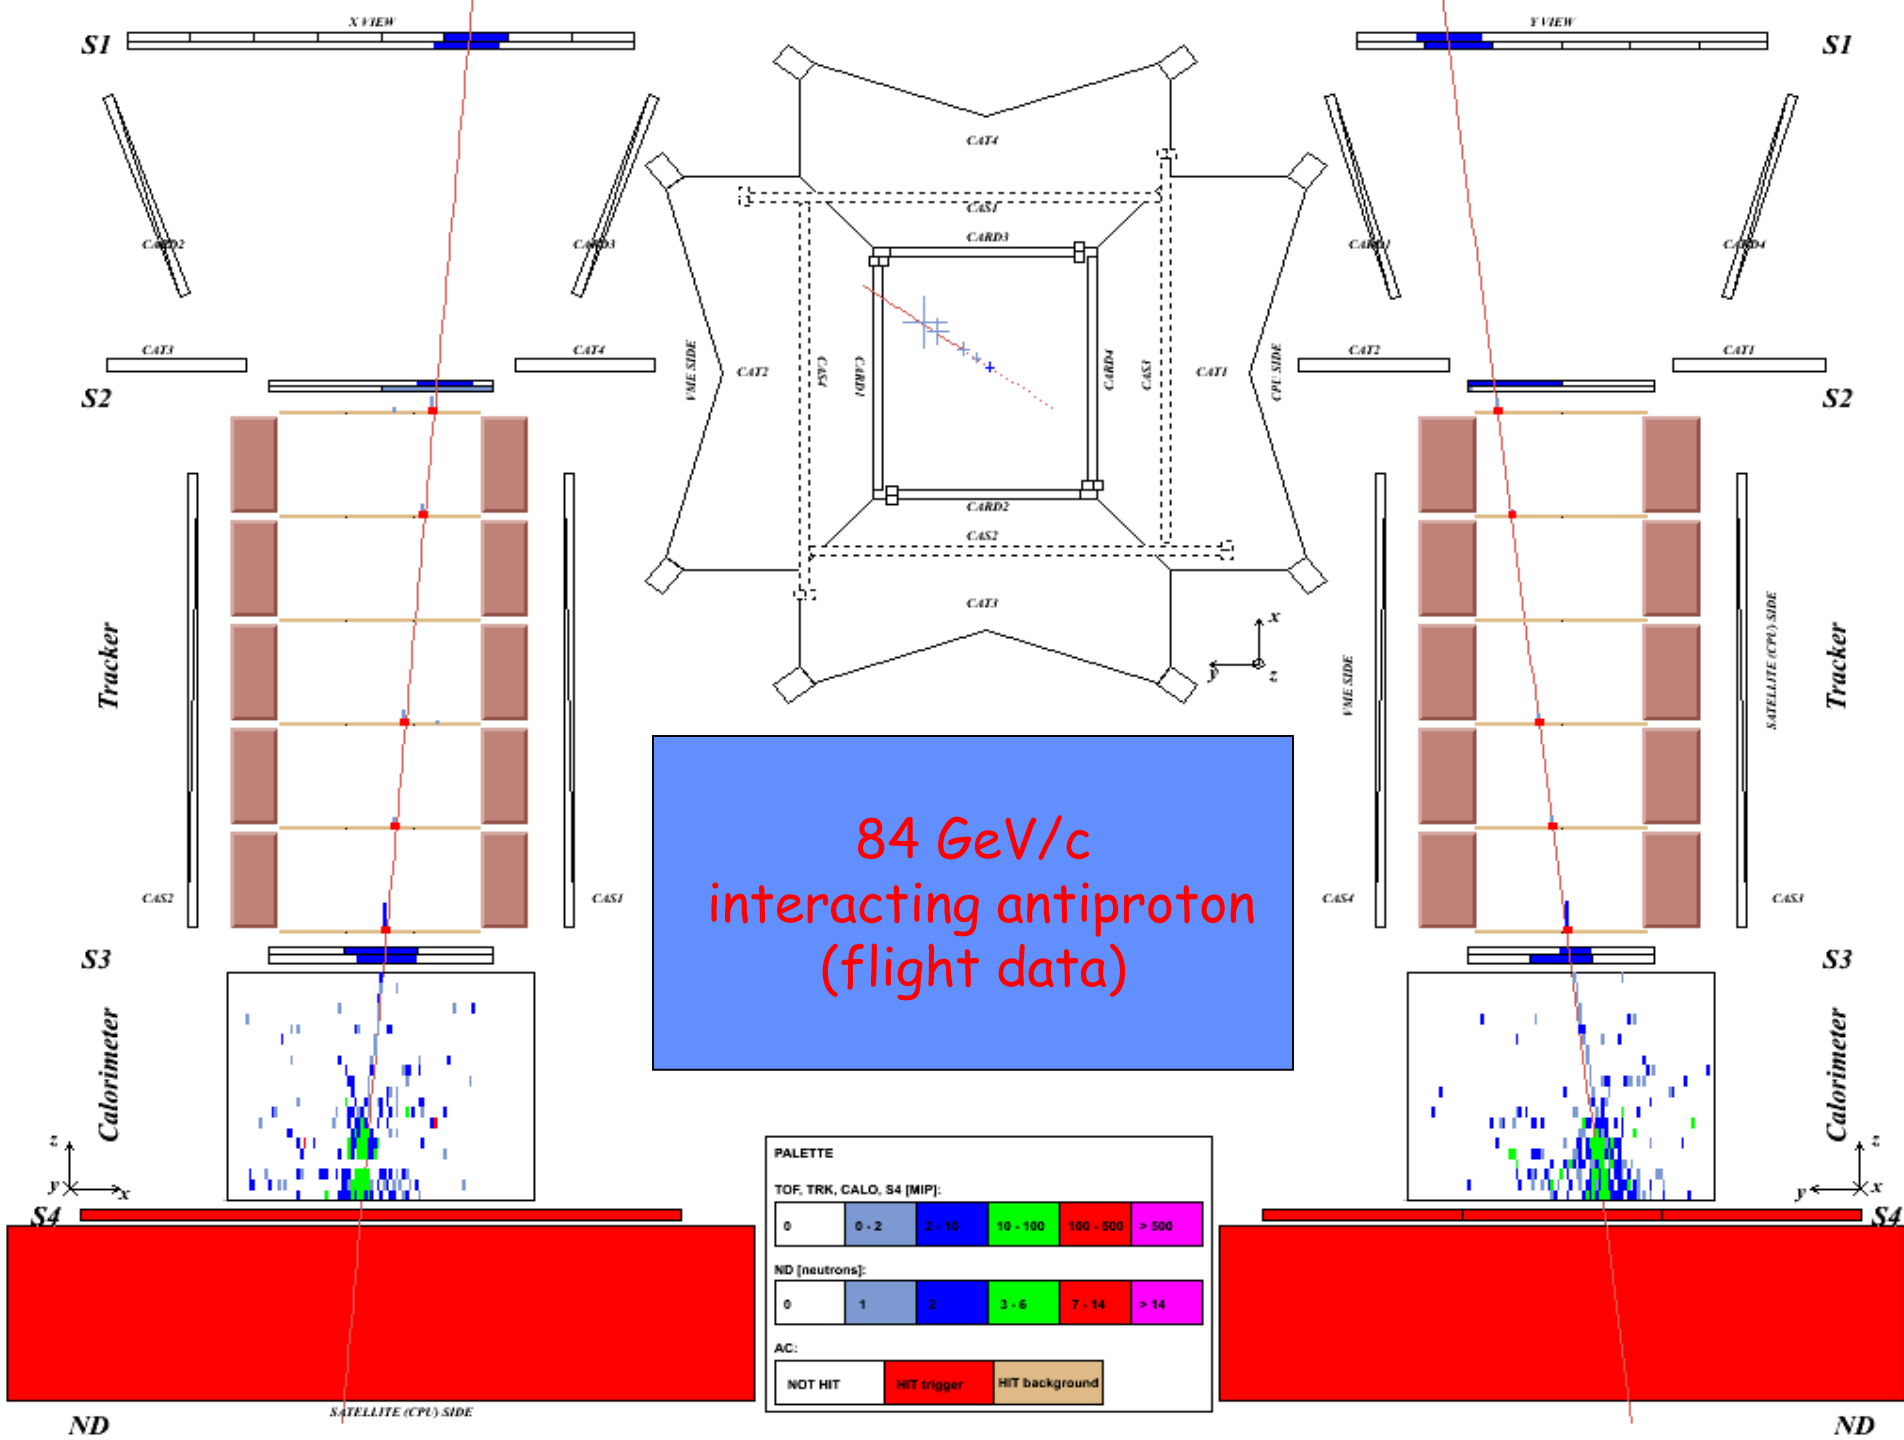 X VIEW
Y VIEW
S1
S1
CAT4
CAS1
CARD3
CARD2
CARD3
CARD1
CARD4
CAT3
CAT4
VME SIDE
CAT2
CAS4
CARD1
CARD4
CAS3
CAT1
CPU SIDE
CAT2
CAT1
S2
S2
CARD2
CAS2
CAT3
x
y
z
Tracker
VME SIDE
SATELLITE (CPU) SIDE
Tracker
84 GeV/c
interacting antiproton
(flight data)
CAS2
CAS1
CAS4
CAS3
S3
S3
Calorimeter
Calorimeter
z
y
x
z
y
x
S4
S4
PALETTE
TOF, TRK, CALO, S4 [MIP]:
0 0 - 2 2 - 10 10 - 100 100 - 500 > 500
ND [neutrons]:
0 1 2 3 - 6 7 - 14 > 14
AC:
NOT HIT HIT trigger HIT background
SATELLITE (CPU) SIDE
ND
ND